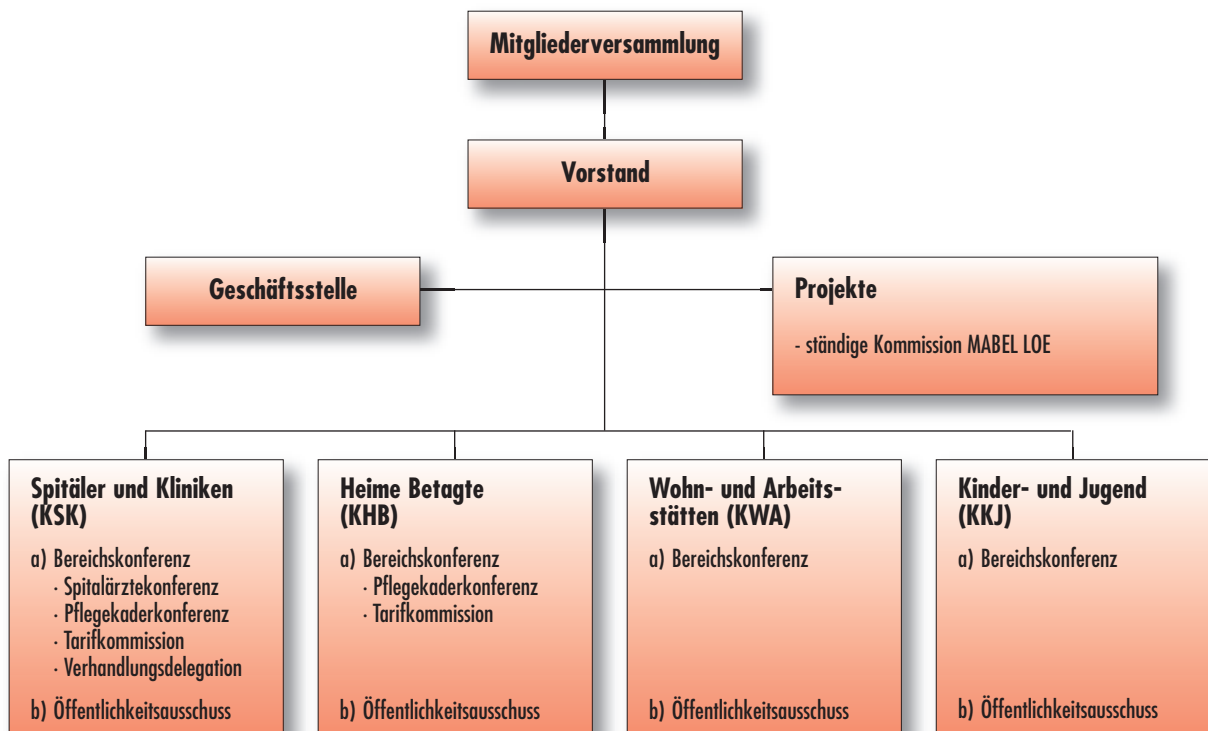 Mitgliederversammlung
Vorstand
Geschäftsstelle
Projekte
- ständige Kommission MABEL LOE
Spitäler und Kliniken
(KSK)
a) Bereichskonferenz
· Spitalärztekonferenz
· Pflegekaderkonferenz
· Tarifkommission
· Verhandlungsdelegation
b) Öffentlichkeitsausschuss
Heime Betagte
(KHB)
a) Bereichskonferenz
· Pflegekaderkonferenz
· Tarifkommission
b) Öffentlichkeitsausschuss
Wohn- und Arbeits-
stätten (KWA)
a) Bereichskonferenz
b) Öffentlichkeitsausschuss
Kinder- und Jugend
(KKJ)
a) Bereichskonferenz
b) Öffentlichkeitsausschuss